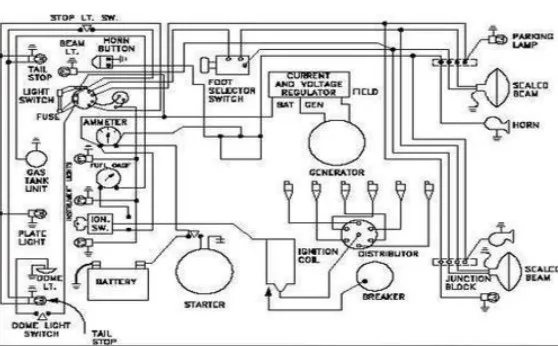 STOP LT. SW.
BEAM LT.
HORN BUTTON
TAIL STOP
LIGHT SWITCH
FUSE
FOOT SELECTOR SWITCH
CURRENT AND VOLTAGE REGULATOR
BAT GEN
FIELD
PARKING LAMP
SEALED BEAM
HORN
AMMETER
FUEL GAGE
GAS TANK UNIT
INSTRUMENT LIGHTS
GENERATOR
IGN. SW.
PLATE LIGHT
IGNITION COIL
DISTRIBUTOR
BATTERY
STARTER
BREAKER
JUNCTION BLOCK
SEALED BEAM
DOME LT.
DOME LIGHT SWITCH
TAIL STOP